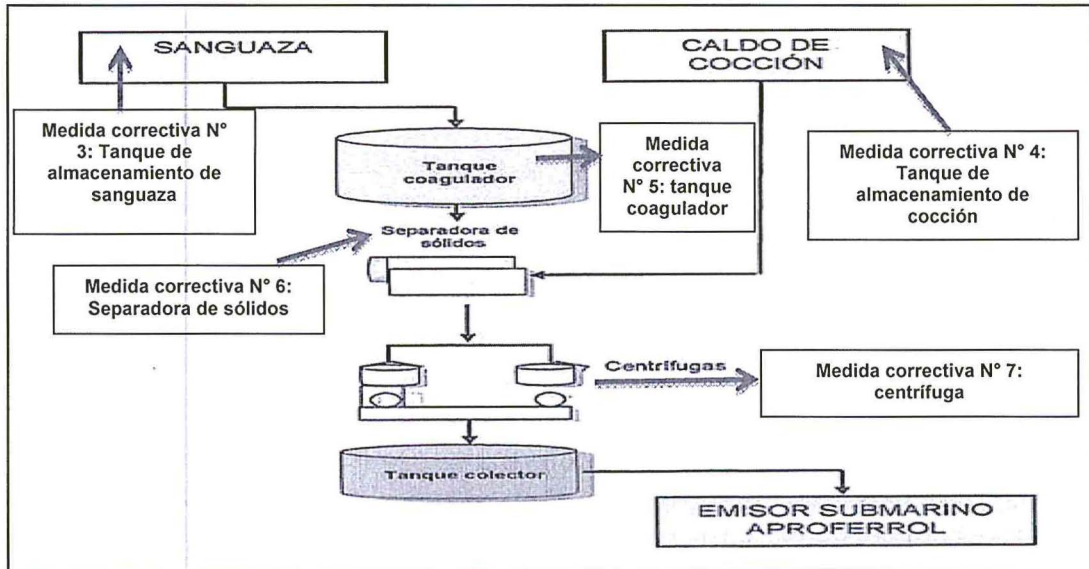 SANGUAZA
CALDO DE
COCCIÓN
Medida correctiva N°
3: Tanque de
almacenamiento de
sanguaza
Tanque
coagulador
Medida
correctiva
N° 5: tanque
coagulador
Medida correctiva N° 4:
Tanque de
almacenamiento de
cocción
Separadora de
sólidos
Medida correctiva N° 6:
Separadora de sólidos
Centrífugas
Medida correctiva N° 7:
centrífuga
Tanque colector
EMISOR SUBMARINO
APROFERROL